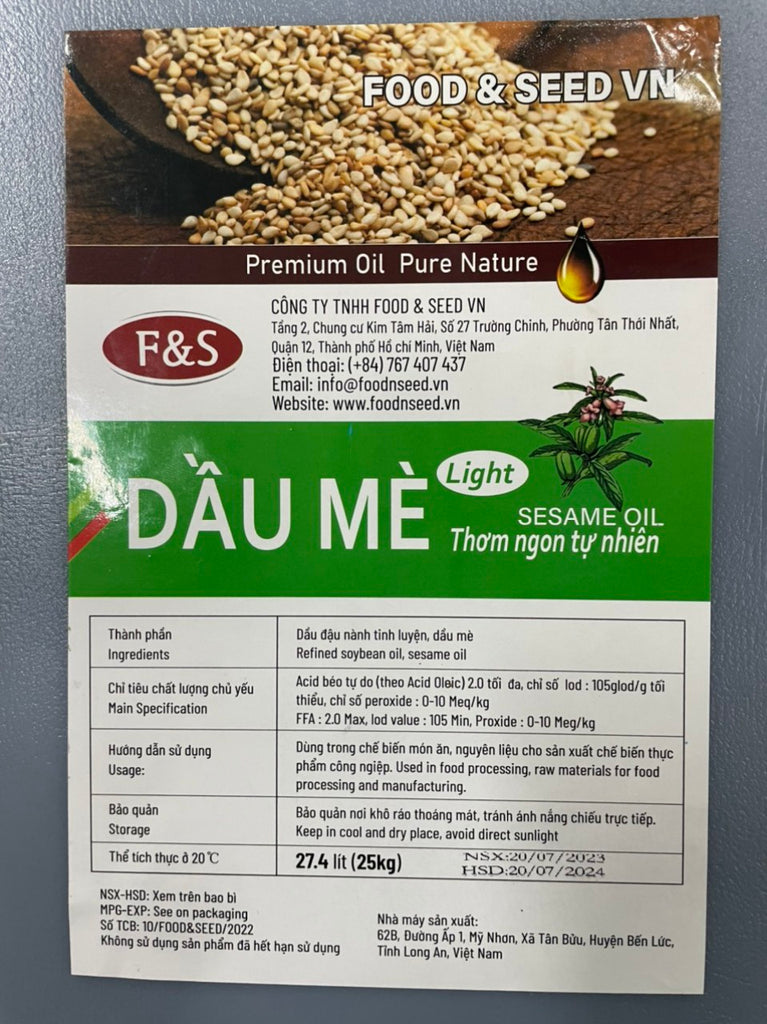 FOOD & SEED VN
Premium Oil Pure Nature
F&S
CÔNG TY TNHH FOOD & SEED VN
Tầng 2, Chung cư Kim Tâm Hải, Số 27 Trường Chinh, Phường Tân Thới Nhất,
Quận 12, Thành phố Hồ chí Minh, Việt Nam
Điện thoại: (+84) 767 407 437
Email: info@foodnseed.vn
Website: www.foodnseed.vn
DẦU MÈ
Light
SESAME OIL
Thơm ngon tự nhiên
Thành phần
Ingredients
Dầu đậu nành tinh luyện, dầu mè
Refined soybean oil, sesame oil
Chỉ tiêu chất lượng chủ yếu
Main Specification
Acid béo tự do (theo Acid Oleic) 2.0 tối đa, chỉ số Iod : 105glod/g tối
thiểu, chỉ số peroxide : 0-10 Meq/kg
FFA : 2.0 Max, Iod value : 105 Min, Proxide : 0-10 Meg/kg
Hướng dẫn sử dụng
Usage:
Dùng trong chế biến món ăn, nguyên liệu cho sản xuất chế biến thực
phẩm công ngiệp. Used in food processing, raw materials for food
processing and manufacturing.
Bảo quản
Storage
Bảo quản nơi khô ráo thoáng mát, tránh ánh nắng chiếu trực tiếp.
Keep in cool and dry place, avoid direct sunlight
Thể tích thực ở 20℃
27.4 lít (25kg)
NSX:20/07/2023
HSD:20/07/2024
NSX-HSD: Xem trên bao bì
MPG-EXP: See on packaging
Số TCB: 10/FOOD&SEED/2022
Không sử dụng sản phẩm đã hết hạn sử dụng
Nhà máy sản xuất:
62B, Đường Ấp 1, Mỹ Nhơn, Xã Tân Bửu, Huyện Bến Lức,
Tỉnh Long An, Việt Nam